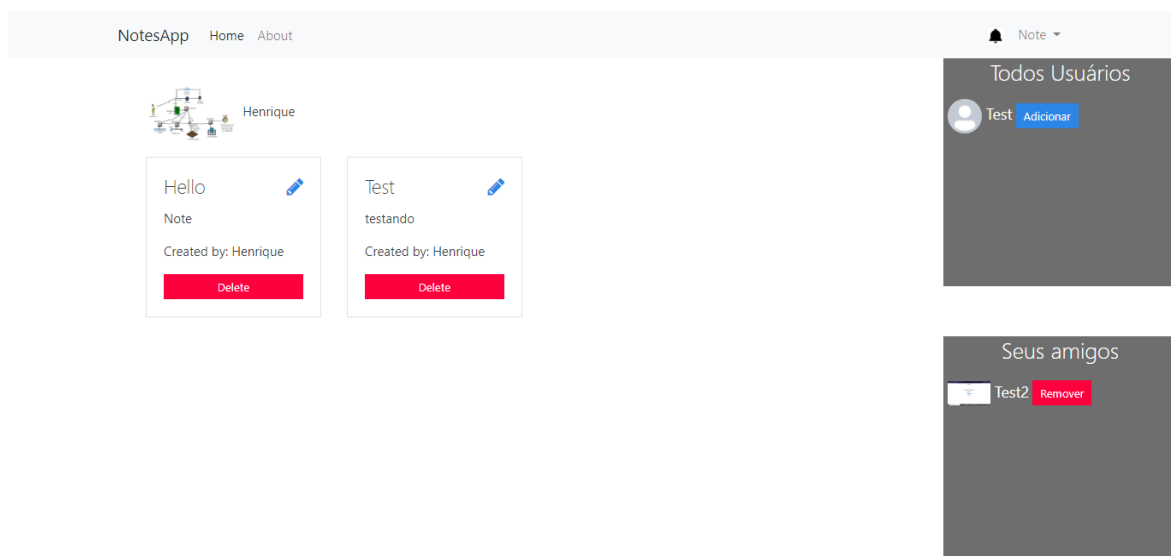 NotesApp Home About Note
Henrique
Hello
Note
Created by: Henrique
Delete
Test
testando
Created by: Henrique
Delete
Todos Usuários
Test Adicionar
Seus amigos
Test2 Remover